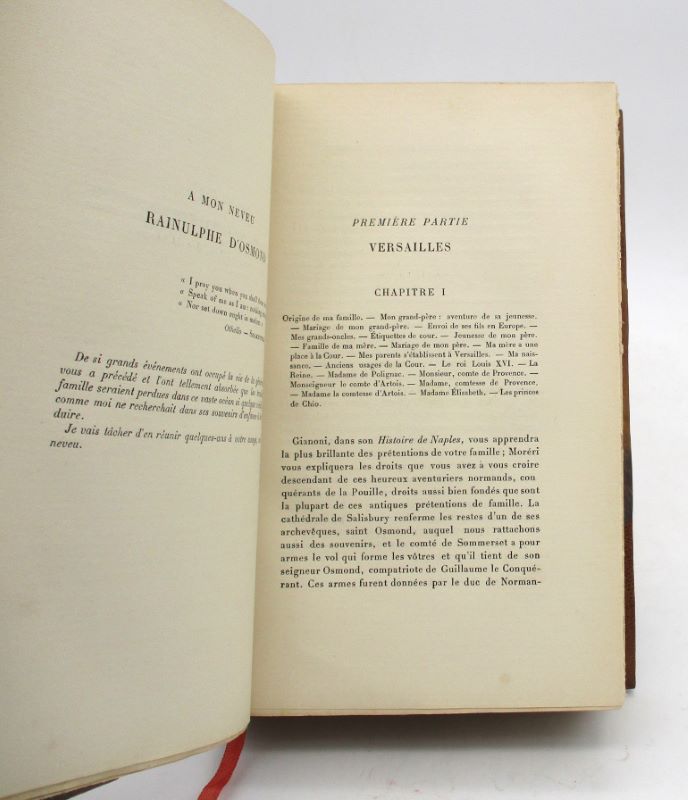 A MON NEVEU
RAINULPHE D'OSMOND
« I pray you when you shall
« Speak of me as I am: nothing
« Nor set down ought in malice.
Othello —
De si grands événements ont occupé la vie de la
vous a précédé et l'ont tellement absorbée que les
famille seraient perdues dans ce vaste océan si quelque
comme moi ne recherchait dans ses souvenirs d'enfance
duire.
Je vais tâcher d'en réunir quelques-uns à votre usage, mon
neveu.
PREMIÈRE PARTIE
VERSAILLES
CHAPITRE I
Origine de ma famille. — Mon grand-père : aventure de sa jeunesse.
— Mariage de mon grand-père. — Envoi de ses fils en Europe. —
Mes grands-oncles. — Étiquettes de cour. — Jeunesse de mon père.
— Famille de ma mère. — Mariage de mon père. — Ma mère a une
place à la Cour. — Mes parents s'établissent à Versailles. — Ma nais-
sance. — Anciens usages de la Cour. — Le roi Louis XVI. — La
Reine. — Madame de Polignac. — Monsieur, comte de Provence. —
Monseigneur le comte d'Artois. — Madame, comtesse de Provence,
— Madame la comtesse d'Artois. — Madame Élisabeth. — Les princes
de Chio.
Gianoni, dans son Histoire de Naples, vous apprendra
la plus brillante des prétentions de votre famille ; Moréri
vous expliquera les droits que vous avez à vous croire
descendant de ces heureux aventuriers normands, con
quérants de la Pouille, droits aussi bien fondés que sont
la plupart de ces antiques prétentions de famille. La
cathédrale de Salisbury renferme les restes d'un de ses
archevêques, saint Osmond, auquel nous rattachons
aussi des souvenirs, et le comté de Sommerset a pour
armes le vol qui forme les vôtres et qu'il tient de son
seigneur Osmond, compatriote de Guillaume le Conqué-
rant. Ces armes furent données par le duc de Norman-